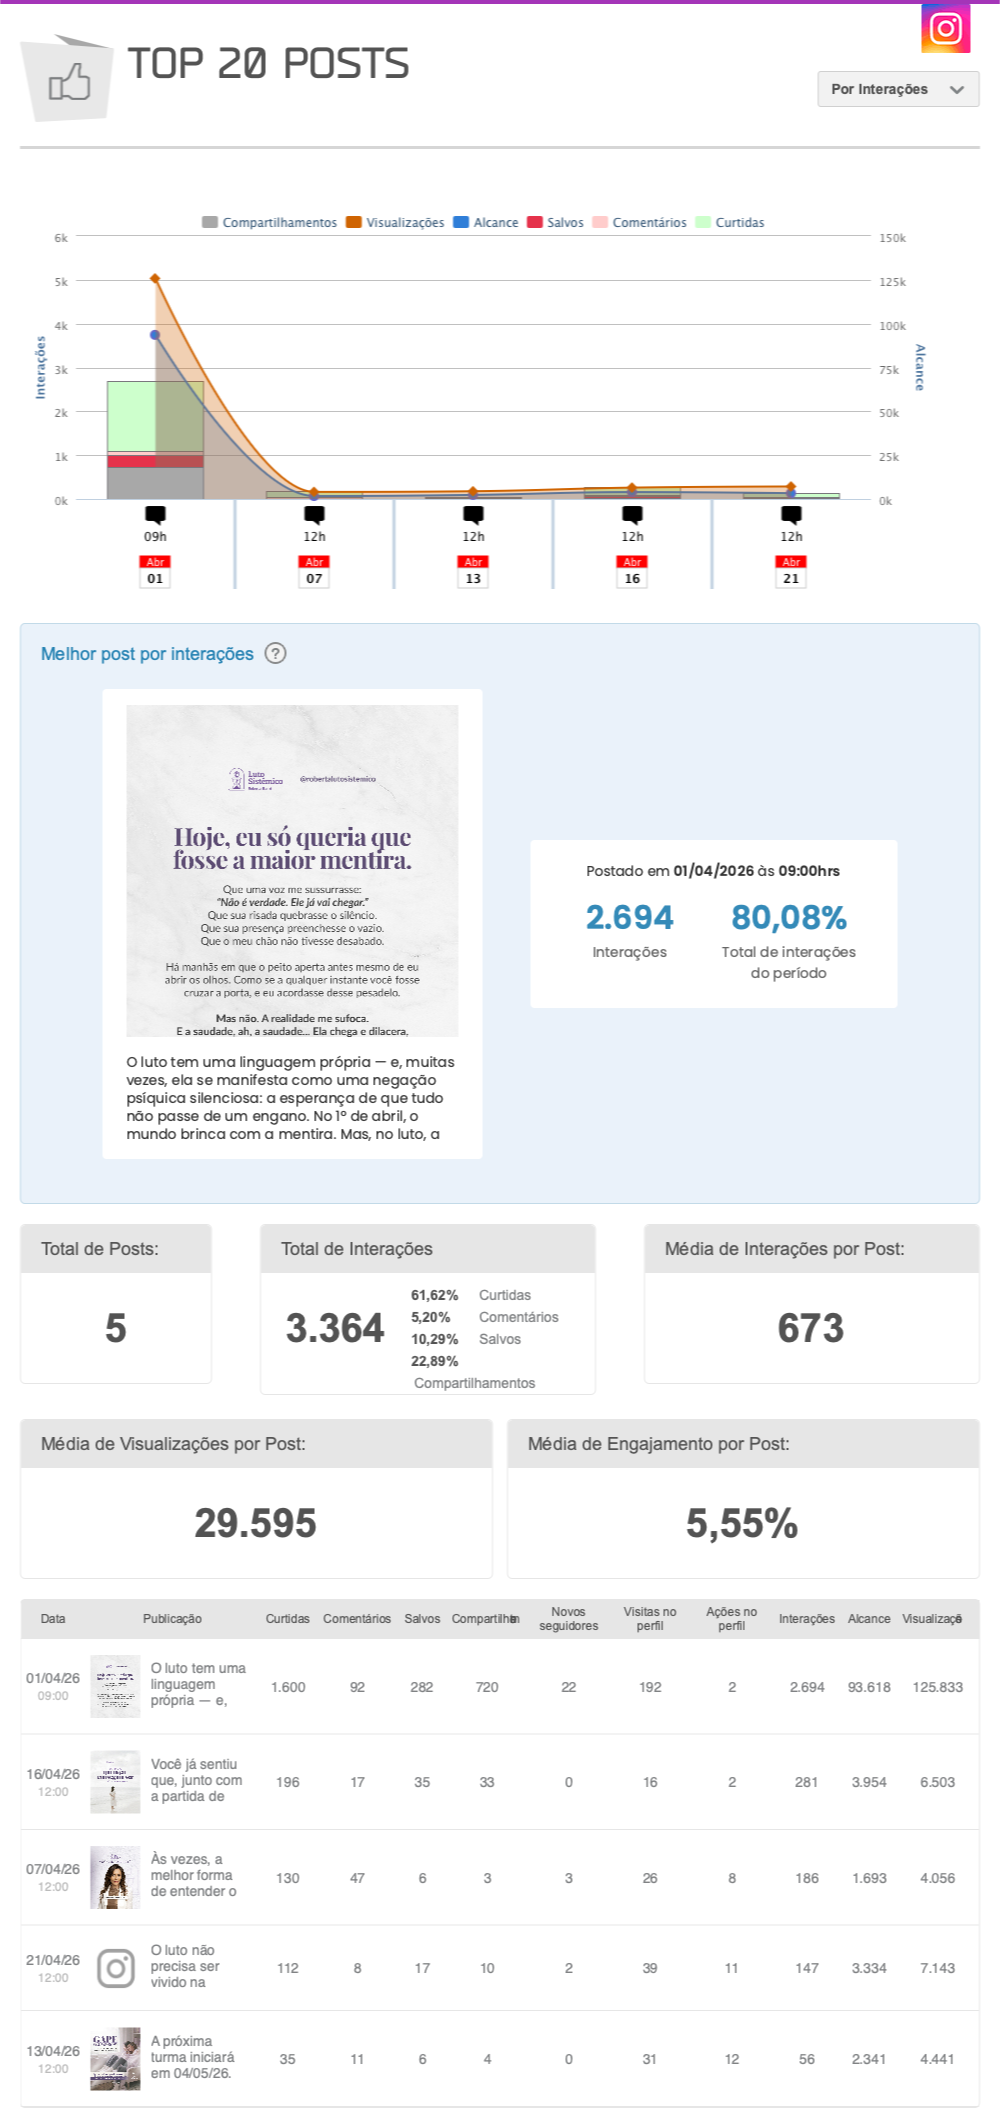 TOP 20 POSTS
Por Interações
Compartilhamentos Visualizações Alcance Salvos Comentários Curtidas
6k 150k
5k 125k
4k 100k
3k 75k
2k 50k
1k 25k
0k 0k
Interações
Alcance
09h 12h 12h 12h 12h
Abr Abr Abr Abr Abr
01 07 13 16 21
Melhor post por interações ?
Luto
Sistêmico
@robertalutosistemico
Hoje, eu só queria que
fosse a maior mentira.
Que uma voz me sussurrasse:
“Não é verdade. Ele já vai chegar.”
Que sua risada quebrasse o silêncio.
Que sua presença preenchesse o vazio.
Que o meu chão não tivesse desabado.
Há manhãs em que o peito aperta antes mesmo de eu
abrir os olhos. Como se a qualquer instante você fosse
cruzar a porta, e eu acordasse desse pesadelo.
Mas não. A realidade me sufoca.
E a saudade, ah, a saudade... Ela chega e dilacera,
O luto tem uma linguagem própria — e, muitas
vezes, ela se manifesta como uma negação
psíquica silenciosa: a esperança de que tudo
não passe de um engano. No 1º de abril, o
mundo brinca com a mentira. Mas, no luto, a
Postado em 01/04/2026 às 09:00hrs
2.694 80,08%
Interações Total de interações
do período
Total de Posts:
5
Total de Interações
3.364
61,62% Curtidas
5,20% Comentários
10,29% Salvos
22,89%
Compartilhamentos
Média de Interações por Post:
673
Média de Visualizações por Post:
29.595
Média de Engajamento por Post:
5,55%
Data Publicação Curtidas Comentários Salvos Novos seguidores Visitas no perfil Ações no perfil Interações Alcance
01/04/26 09:00 O luto tem uma linguagem própria — e, 1.600 92 282 720 22 192 2 2.694 93.618 125.833
16/04/26 12:00 Você já sentiu que, junto com a partida de 196 17 35 33 0 16 2 281 3.954 6.503
07/04/26 12:00 Às vezes, a melhor forma de entender o 130 47 6 3 3 26 8 186 1.693 4.056
21/04/26 12:00 O luto não precisa ser vivido na 112 8 17 10 2 39 11 147 3.334 7.143
13/04/26 12:00 A próxima turma iniciará em 04/05/26. 35 11 6 4 0 31 12 56 2.341 4.441